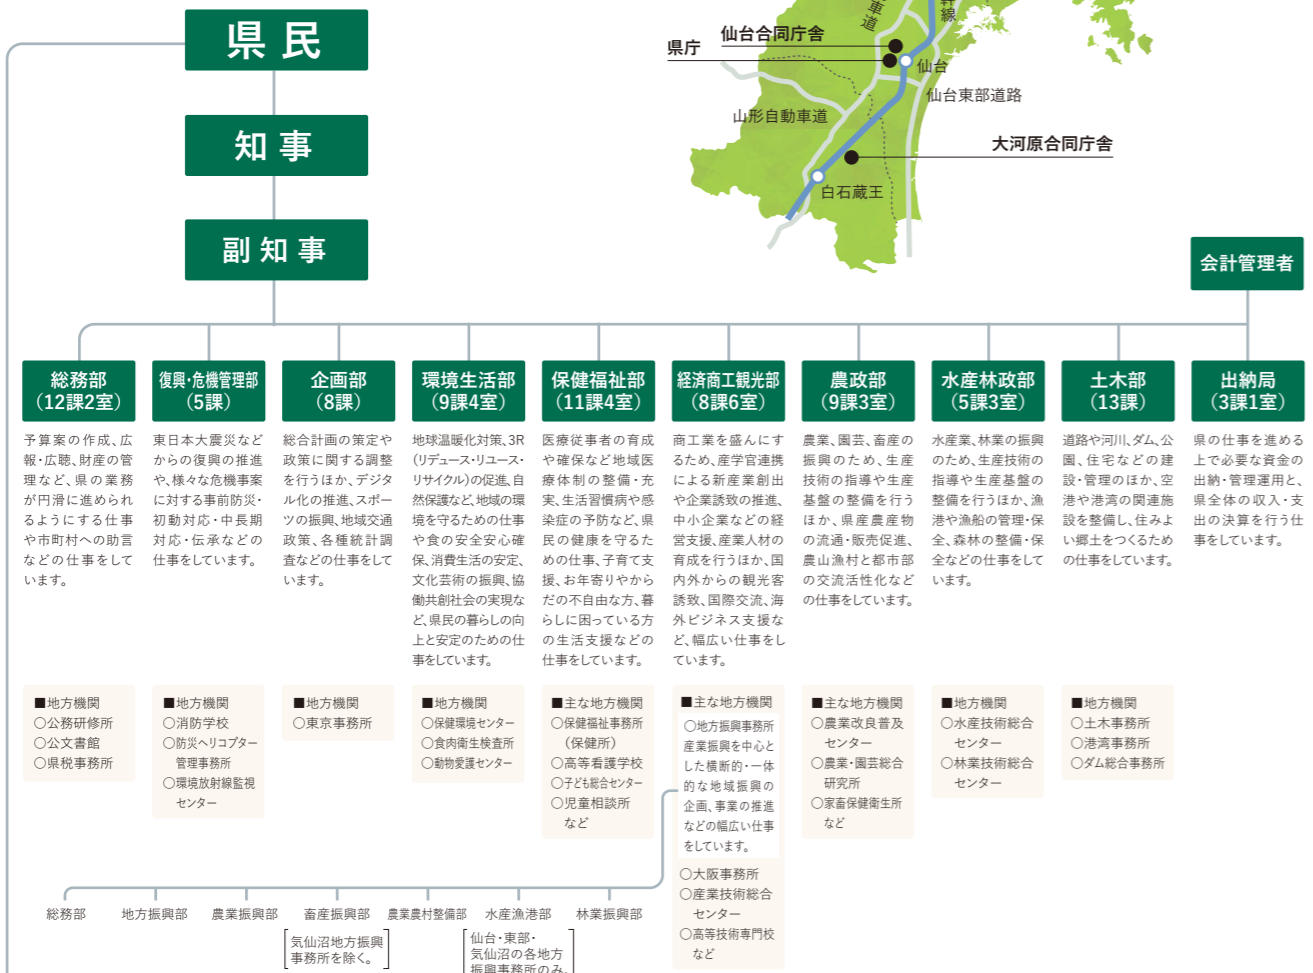 県民
知事
副知事
車道
幹線
仙台合同庁舎
県庁
仙台
仙台東部道路
山形自動車道
大河原合同庁舎
白石蔵王
会計管理者
総務部
（12課2室）
予算案の作成、広
報・広聴、財産の管
理など、県の業務
が円滑に進められ
るようにする仕事
や市町村への助言
などの仕事をして
います。
■地方機関
○公務研修所
○公文書館
○県税事務所
復興・危機管理部
（5課）
東日本大震災など
からの復興の推進
や、様々な危機事案
に対する事前防災・
初動対応・中長期
対応・伝承などの
仕事をしています。
■地方機関
○消防学校
○防災ヘリコプター
管理事務所
○環境放射線監視
センター
企画部
（8課）
総合計画の策定や
政策に関する調整
を行うほか、デジタ
ル化の推進、スポー
ツの振興、地域交通
政策、各種統計調
査などの仕事をして
います。
■地方機関
○東京事務所
環境生活部
（9課4室）
地球温暖化対策、3R
（リデュース・リユース・
リサイクル）の促進、自
然保護など、地域の環
境を守るための仕事
や食の安全安心確
保、消費生活の安定、
文化芸術の振興、協
働共創社会の実現な
ど、県民の暮らしの向
上と安定のための仕
事をしています。
■地方機関
○保健環境センター
○食肉衛生検査所
○動物愛護センター
保健福祉部
（11課4室）
医療従事者の育成
や確保など地域医
療体制の整備・充
実、生活習慣病や感
染症の予防など、県
民の健康を守るた
めの仕事、子育て支
援、お年寄りやから
だの不自由な方、暮
らしに困っている方
の生活支援などの
仕事をしています。
■主な地方機関
○保健福祉事務所
（保健所）
○高等看護学校
○子ども総合センター
○児童相談所
など
経済商工観光部
（8課6室）
商工業を盛んにす
るため、産学官連携
による新産業創出
や企業誘致の推進、
中小企業などの経
営支援、産業人材の
育成を行うほか、国
内外からの観光客
誘致、国際交流、海
外ビジネス支援な
ど、幅広い仕事をし
ています。
■主な地方機関
○地方振興事務所
産業振興を中心と
した横断的・一体
的な地域振興の
企画、事業の推進
などの幅広い仕事
をしています。
○大阪事務所
○産業技術総合
センター
○高等技術専門校
など
農政部
（9課3室）
農業、園芸、畜産の
振興のため、生産
技術の指導や生産
基盤の整備を行う
ほか、県産農産物
の流通・販売促進、
農山漁村と都市部
の交流活性化など
の仕事をしています。
■主な地方機関
○農業改良普及
センター
○農業・園芸総合
研究所
○家畜保健衛生所
など
水産林政部
（5課3室）
水産業、林業の振興
のため、生産技術の
指導や生産基盤の
整備を行うほか、漁
港や漁船の管理・保
全、森林の整備・保
全などの仕事をして
います。
■地方機関
○水産技術総合
センター
○林業技術総合
センター
土木部
（13課）
道路や河川、ダム、公
園、住宅などの建
設・管理のほか、空
港や港湾の関連施
設を整備し、住みよ
い郷土をつくるため
の仕事をしています。
■地方機関
○土木事務所
○港湾事務所
○ダム総合事務所
出納局
（3課1室）
県の仕事を進める
上で必要な資金の
出納・管理運用と、
県全体の収入・支
出の決算を行う仕
事をしています。
総務部
地方振興部
農業振興部
畜産振興部
気仙沼地方振興
事務所を除く。
農業農村整備部
水産漁港部
仙台・東部・
気仙沼の各地方
振興事務所のみ。
林業振興部